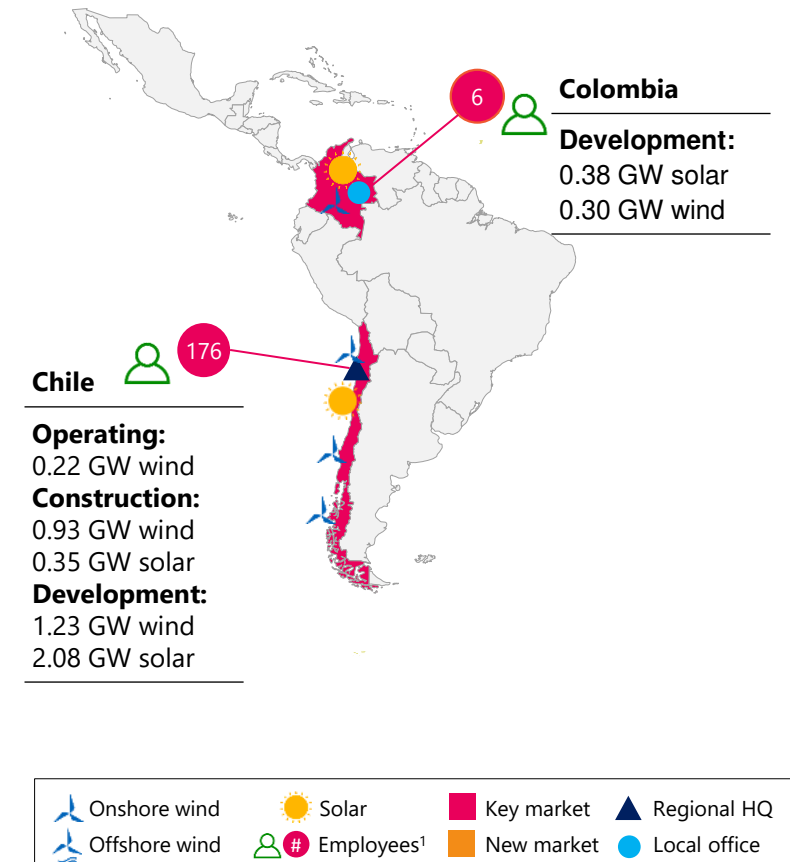 6
Colombia
Development:
0.38 GW solar
0.30 GW wind
176
Chile
Operating:
0.22 GW wind
Construction:
0.93 GW wind
0.35 GW solar
Development:
1.23 GW wind
2.08 GW solar
Onshore wind
Solar
Key market
Regional HQ
Offshore wind
# Employees¹
New market
Local office